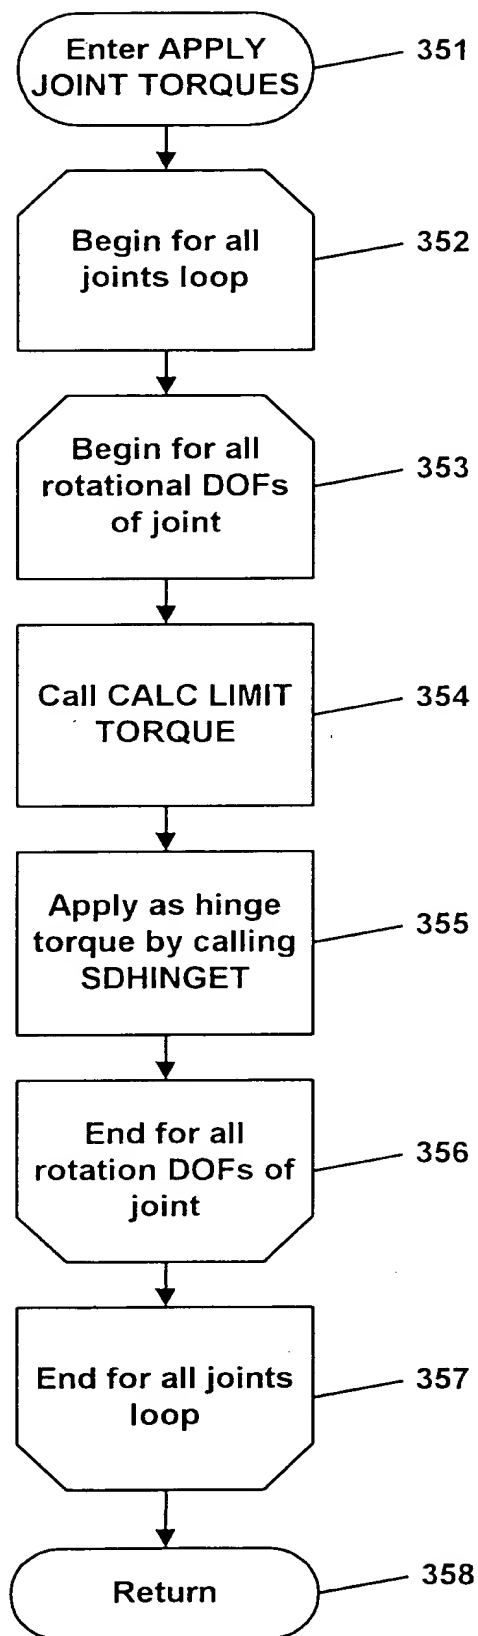 Enter APPLY
JOINT TORQUES
351
Begin for all
joints loop
352
Begin for all
rotational DOFs
of joint
353
Call CALC LIMIT
TORQUE
354
Apply as hinge
torque by calling
SDHINGET
355
End for all
rotation DOFs of
joint
356
End for all joints
loop
357
Return
358